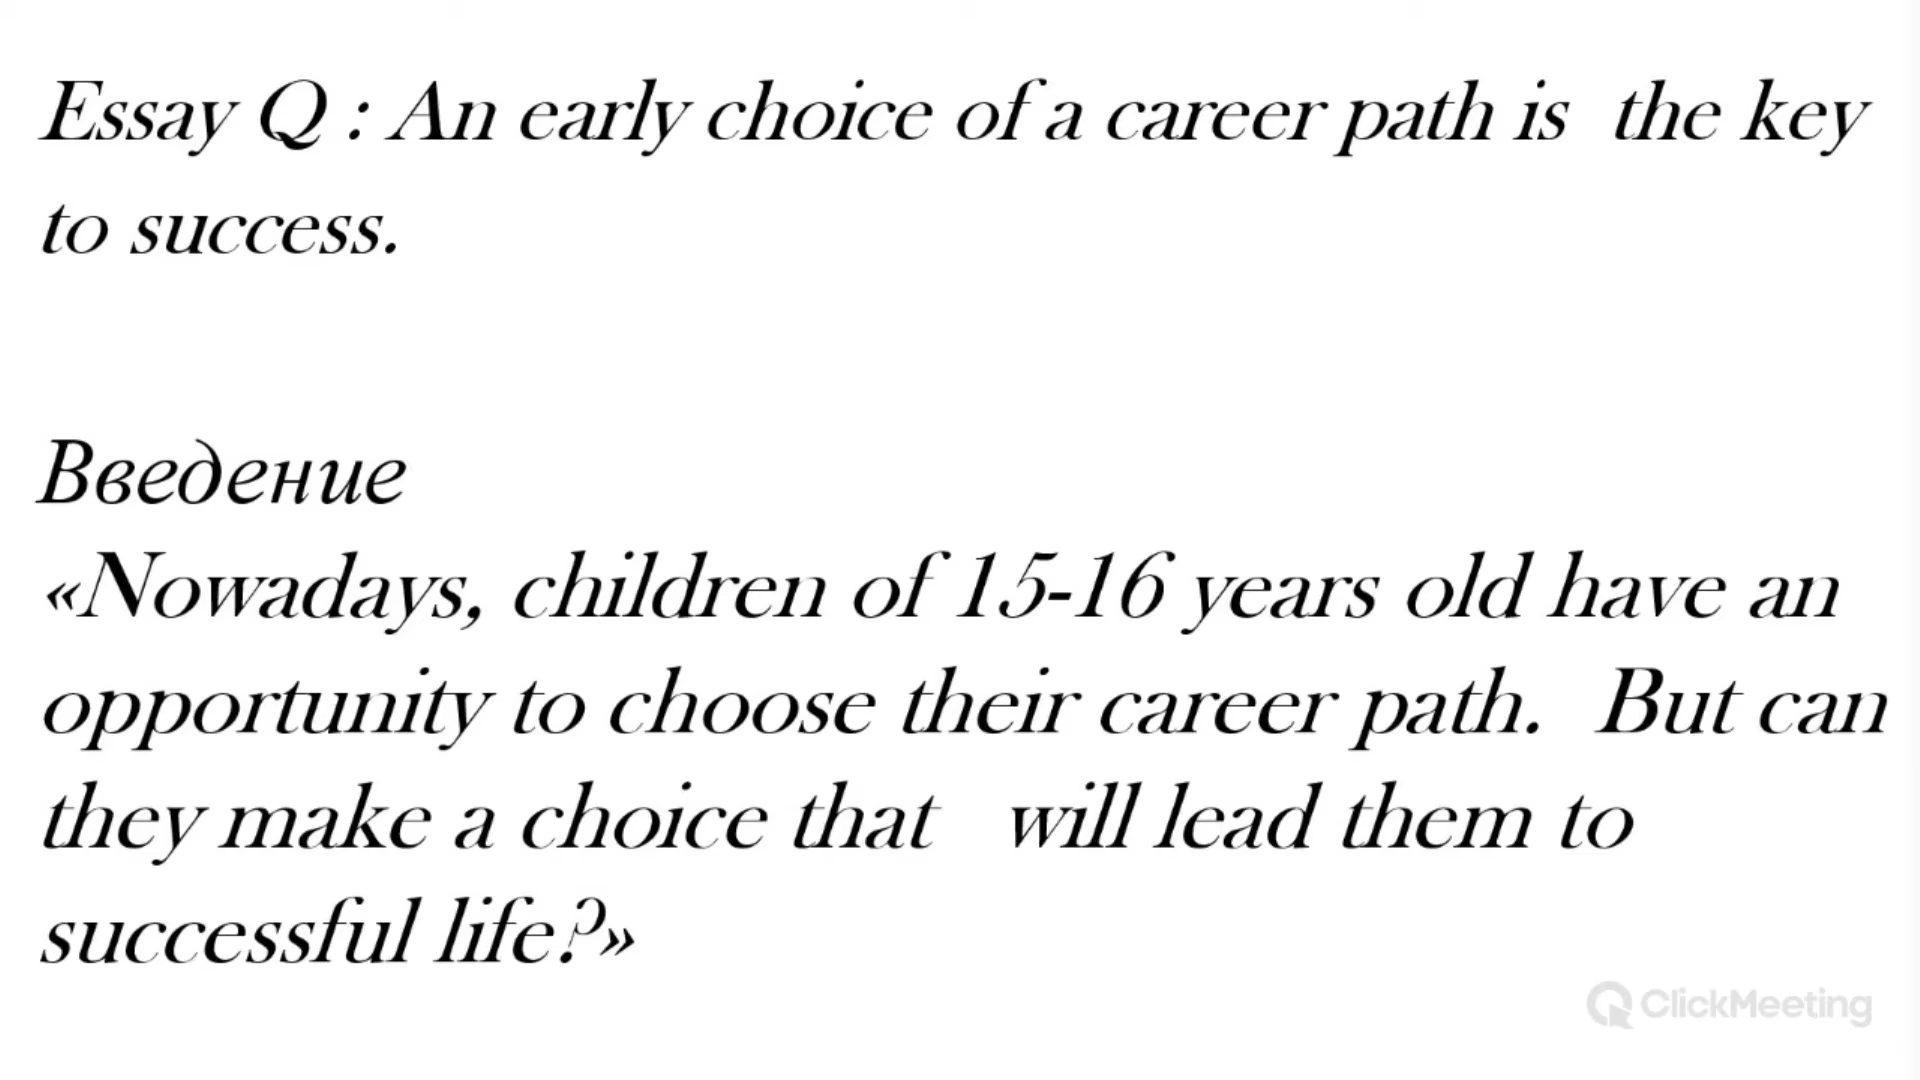 Essay Q : An early choice of a career path is the key
to success.
Введение
«Nowadays, children of 15-16 years old have an
opportunity to choose their career path. But can
they make a choice that will lead them to
successful life?»
ClickMeeting